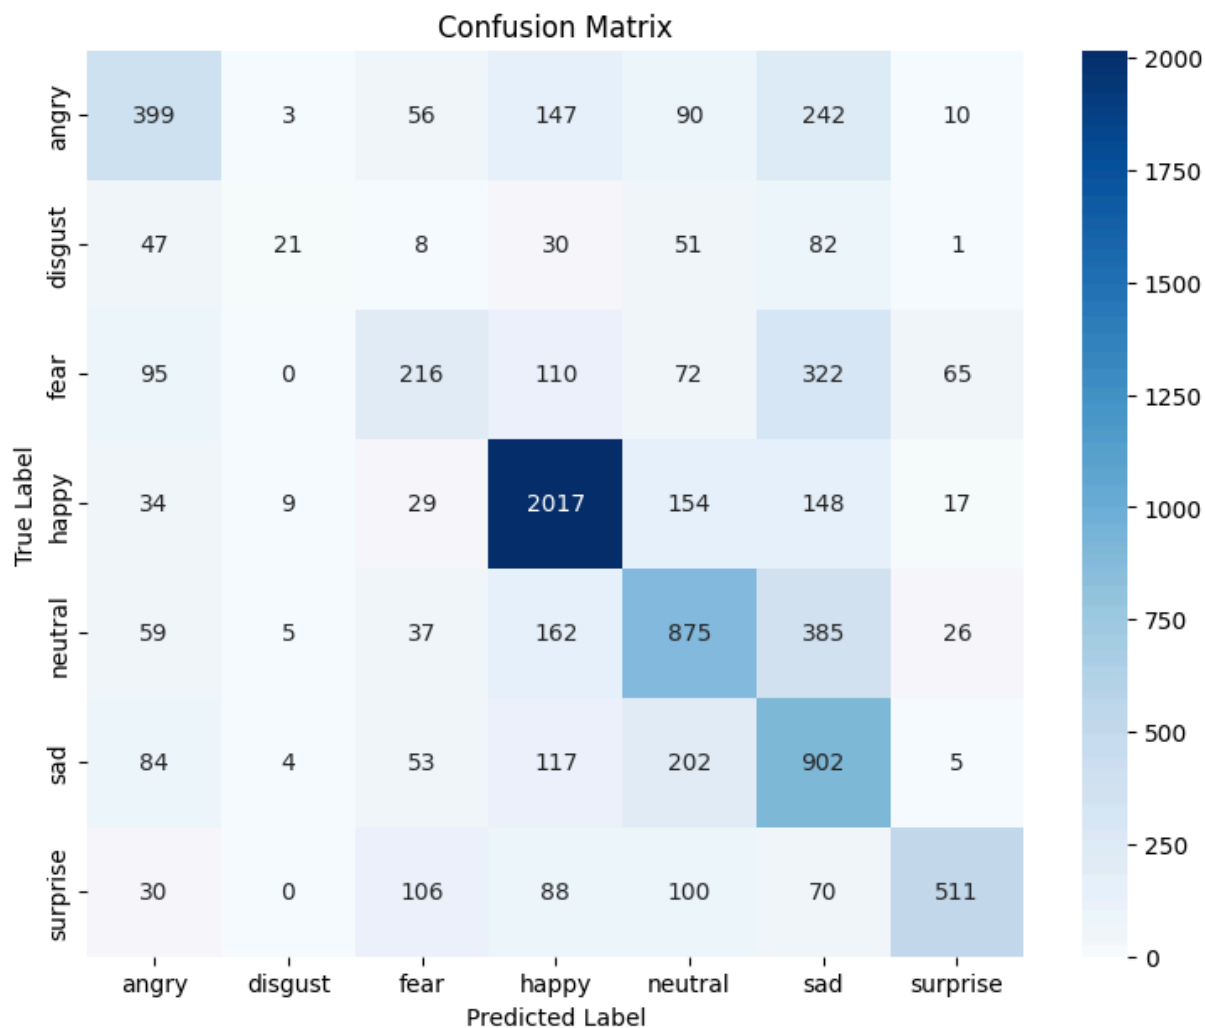 Confusion Matrix
True Label
angry 399 3 56 147 90 242 10
disgust 47 21 8 30 51 82 1
fear 95 0 216 110 72 322 65
happy 34 9 29 2017 154 148 17
neutral 59 5 37 162 875 385 26
sad 84 4 53 117 202 902 5
surprise 30 0 106 88 100 70 511
angry disgust fear happy neutral sad surprise
Predicted Label
2000
1750
1500
1250
1000
750
500
250
0